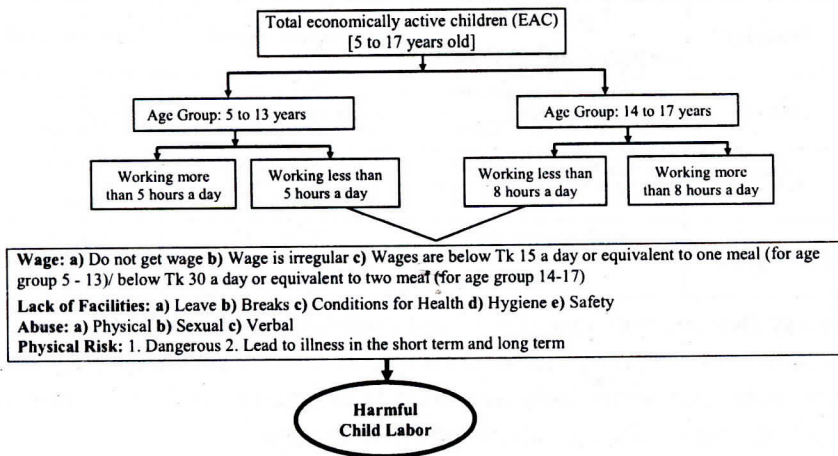 Total economically active children (EAC)
[5 to 17 years old]
Age Group: 5 to 13 years
Age Group: 14 to 17 years
Working more
than 5 hours a day
Working less than
5 hours a day
Working less than
8 hours a day
Working more
than 8 hours a day
Wage: a) Do not get wage b) Wage is irregular c) Wages are below Tk 15 a day or equivalent to one meal (for age
group 5 - 13)/ below Tk 30 a day or equivalent to two meal (for age group 14-17)
Lack of Facilities: a) Leave b) Breaks c) Conditions for Health d) Hygiene e) Safety
Abuse: a) Physical b) Sexual c) Verbal
Physical Risk: 1. Dangerous 2. Lead to illness in the short term and long term
Harmful
Child Labor